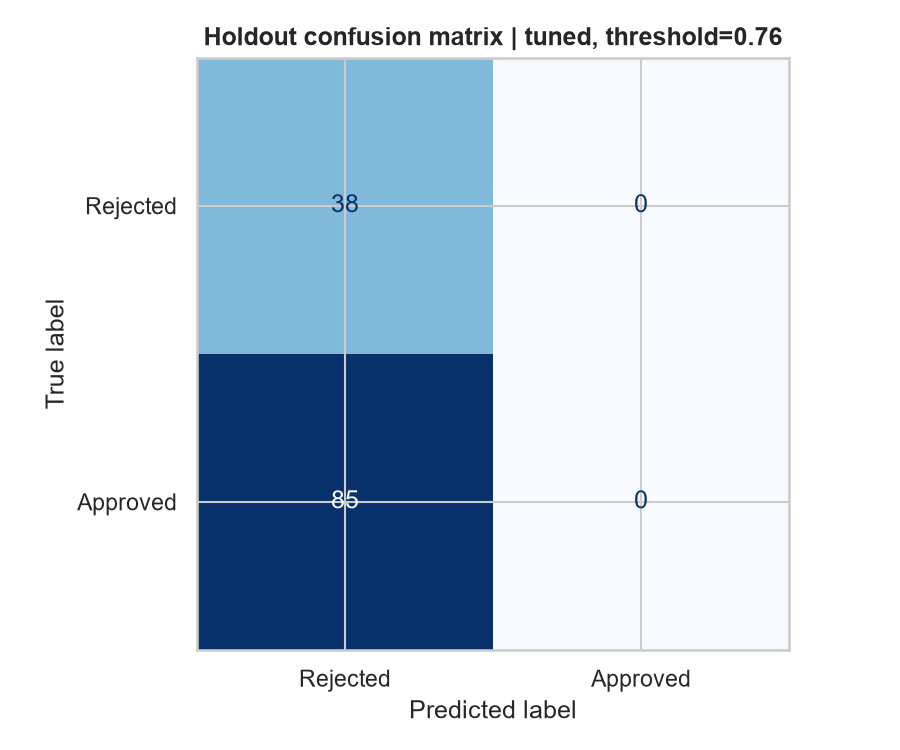 Holdout confusion matrix | tuned, threshold=0.76
Rejected
38
0
True label
Approved
85
0
Rejected
Approved
Predicted label